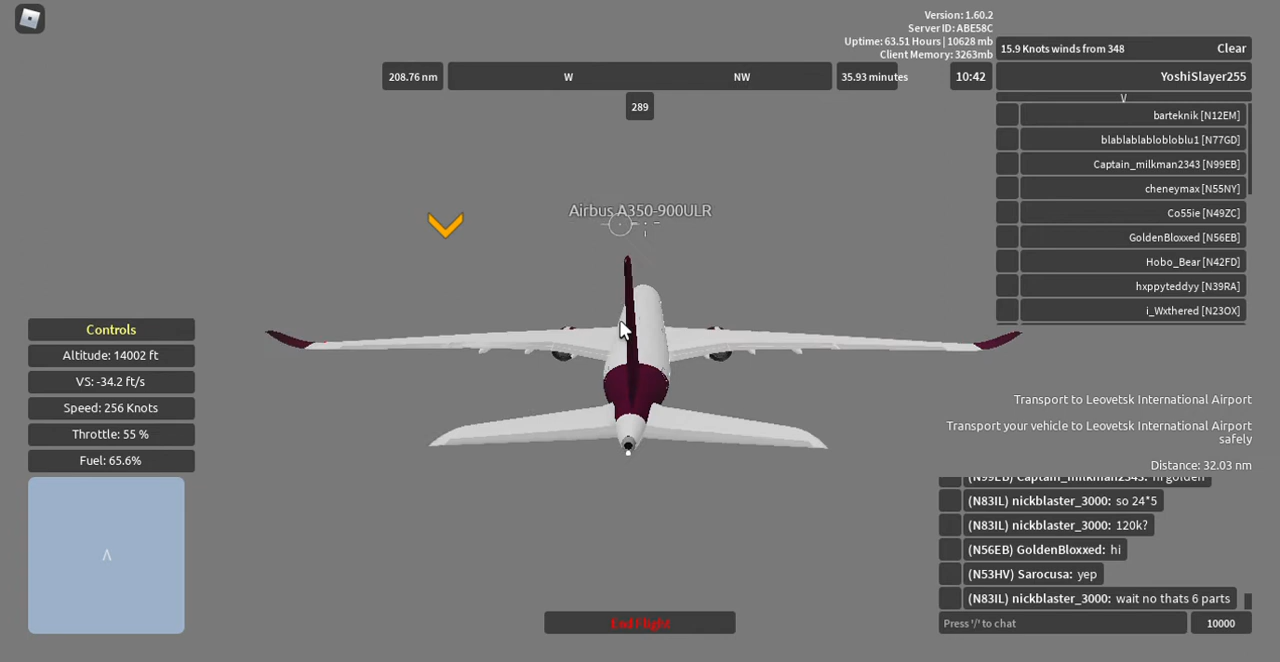 Version: 1.60.2
Server ID: ABE58C
Uptime: 63.51 Hours | 10628 mb
Client Memory: 3263mb
15.9 Knots winds from 348 Clear
208.76 nm W NW 35.93 minutes 10:42
YoshiSlayer255
289
V
barteknik [N12EM]
blablablablobloblu1 [N77GD]
Captain_milkman2343 [N99EB]
cheneymax [N55NY]
Co55ie [N49ZC]
GoldenBloxxed [N56EB]
Hobo_Bear [N42FD]
hxppyteddyy [N39RA]
i_Wxthered [N23OX]
Airbus A350-900ULR
Controls
Altitude: 14002 ft
VS: -34.2 ft/s
Speed: 256 Knots
Throttle: 55 %
Fuel: 65.6%
Transport to Leovetsk International Airport
Transport your vehicle to Leovetsk International Airport
safely
Distance: 32.03 nm
(N99EB) Captain_milkman2343: hi golden
(N83IL) nickblaster_3000: so 24*5
(N83IL) nickblaster_3000: 120k?
(N56EB) GoldenBloxxed: hi
(N53HV) Sarocusa: yep
(N83IL) nickblaster_3000: wait no thats 6 parts
Press '/' to chat 10000
End Flight